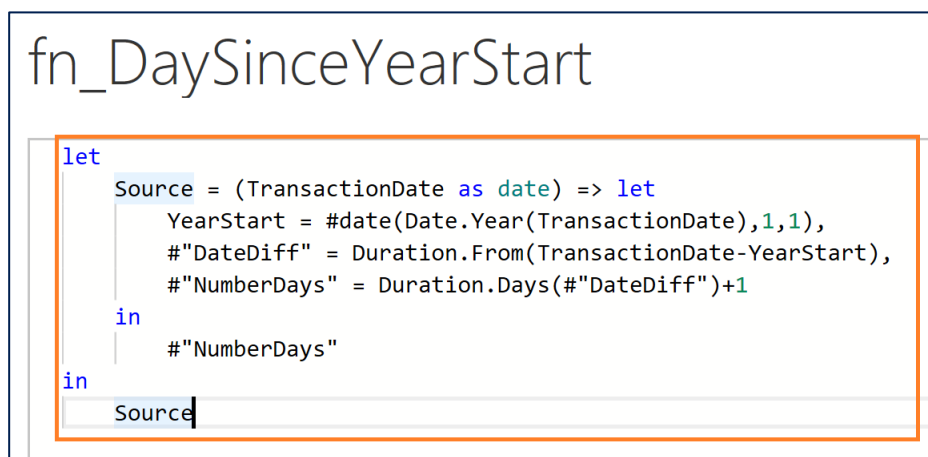 fn_DaySinceYearStart
let
Source = (TransactionDate as date) => let
YearStart = #date(Date.Year(TransactionDate),1,1),
#"DateDiff" = Duration.From(TransactionDate-YearStart),
#"NumberDays" = Duration.Days(#"DateDiff")+1
in
#"NumberDays"
in
Source